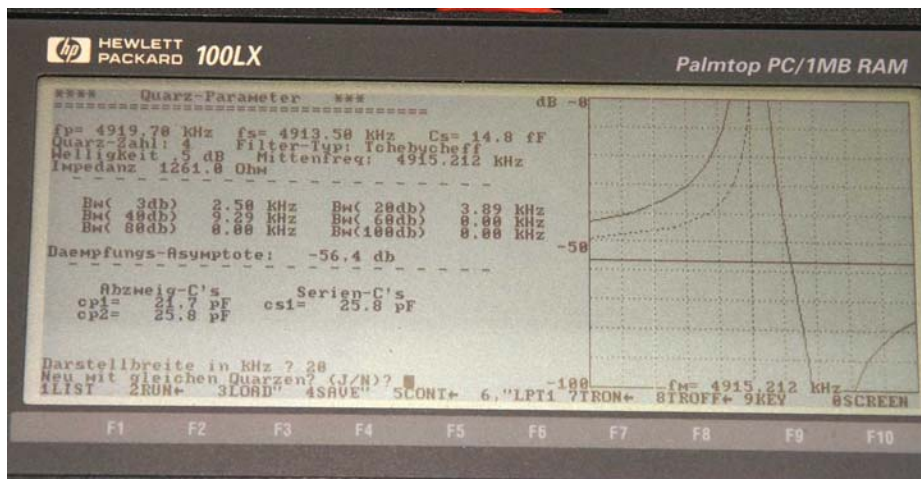 hp HEWLETT PACKARD 100LX
Palmtop PC/1MB RAM
**** Quarz-Parameter ***
dB -0
fp= 4919.70 kHz fs= 4913.50 kHz Cs= 14.8 fF
Quarz-Zahl: 4 Filter-Typ: Tchebycheff
Welligkeit .5 dB Mittenfreq: 4915.212 kHz
Impedanz 1261.0 Ohm
Bw( 3db) 2.50 kHz Bw( 20db) 3.89 kHz
Bw( 40db) 9.29 kHz Bw( 60db) 0.00 kHz
Bw( 80db) 0.00 kHz Bw(100db) 0.00 kHz
-50
Daempfungs-Asymptote: -56.4 db
Abzweig-C's Serien-C's
cp1= 21.7 pF cs1= 25.8 pF
cp2= 25.8 pF
Darstellbreite in kHz ? 20
Neu mit gleichen Quarzen? (J/N)?
-100
fM= 4915.212 kHz
1LIST 2RUN← 3LOAD" 4SAVE" 5CONT← 6,"LPT1 7TRON← 8TROFF← 9KEY 0SCREEN
F1 F2 F3 F4 F5 F6 F7 F8 F9 F10